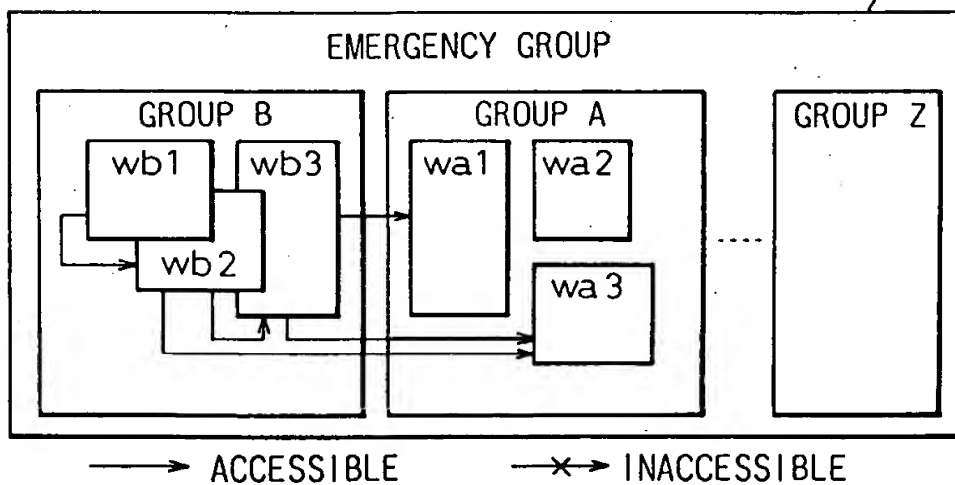 EMERGENCY GROUP
GROUP B
GROUP A
GROUP Z
wb1
wb3
wa1
wa2
wb2
wa3
ACCESSIBLE
INACCESSIBLE